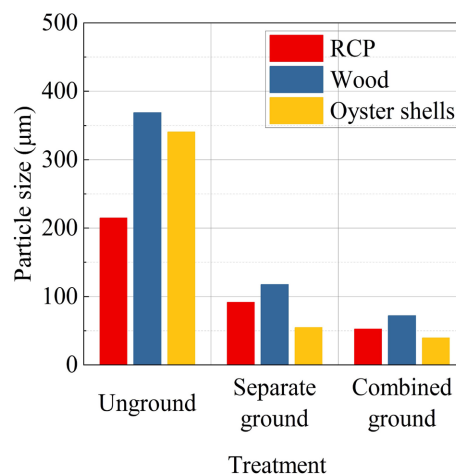 500
400
300
200
100
0
Particle size (μm)
RCP
Wood
Oyster shells
Unground
Separate
ground
Combined
ground
Treatment